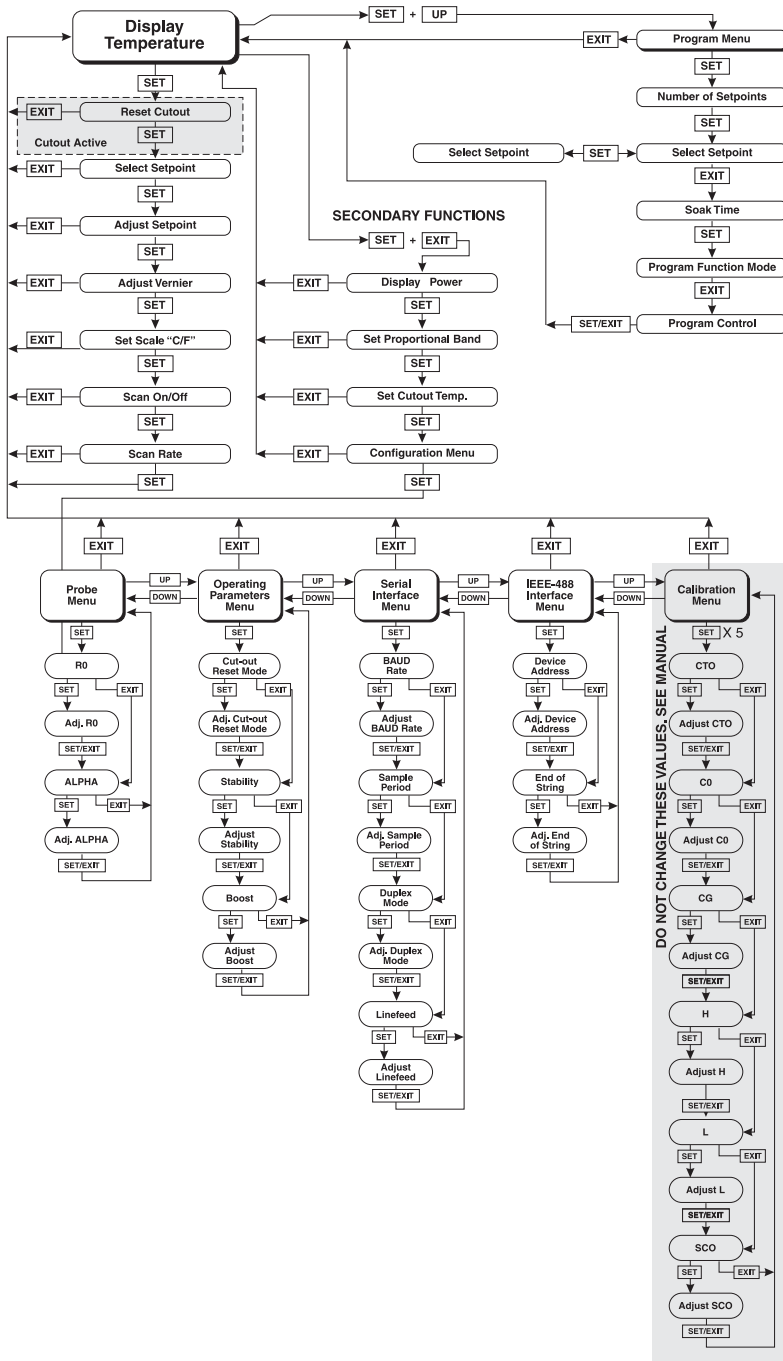 Display
Temperature
SET + UP
EXIT
Program Menu
SET
Number of Setpoints
SET
Select Setpoint
SET
Select Setpoint
EXIT
Soak Time
SET
Program Function Mode
EXIT
SET/EXIT
Program Control
SET
EXIT
Reset Cutout
SET
Cutout Active
EXIT
Select Setpoint
SET
EXIT
Adjust Setpoint
SET
EXIT
Adjust Vernier
SET
EXIT
Set Scale “C/F”
SET
EXIT
Scan On/Off
SET
EXIT
Scan Rate
SET
SECONDARY FUNCTIONS
SET + EXIT
EXIT
Display Power
SET
EXIT
Set Proportional Band
SET
EXIT
Set Cutout Temp.
SET
EXIT
Configuration Menu
SET
EXIT
EXIT
EXIT
EXIT
EXIT
Probe
Menu
UP
DOWN
Operating
Parameters
Menu
UP
DOWN
Serial
Interface
Menu
UP
DOWN
IEEE-488
Interface
Menu
UP
DOWN
Calibration
Menu
SET
R0
SET
EXIT
Adj. R0
SET/EXIT
ALPHA
SET
EXIT
Adj. ALPHA
SET/EXIT
SET
Cut-out
Reset Mode
SET
EXIT
Adj. Cut-out
Reset Mode
SET/EXIT
Stability
SET
EXIT
Adjust
Stability
SET/EXIT
Boost
SET
EXIT
Adjust
Boost
SET/EXIT
SET
BAUD
Rate
SET
EXIT
Adjust
BAUD Rate
SET/EXIT
Sample
Period
SET
EXIT
Adj. Sample
Period
SET/EXIT
Duplex
Mode
SET
EXIT
Adj. Duplex
Mode
SET/EXIT
Linefeed
SET
EXIT
Adjust
Linefeed
SET/EXIT
SET
Device
Address
SET
EXIT
Adj. Device
Address
SET/EXIT
End of
String
SET
EXIT
Adj. End
of String
SET/EXIT
DO NOT CHANGE THESE VALUES. SEE MANUAL
SET X 5
CTO
SET
EXIT
Adjust CTO
SET/EXIT
C0
SET
EXIT
Adjust C0
SET/EXIT
CG
SET
EXIT
Adjust CG
SET/EXIT
H
SET
EXIT
Adjust H
SET/EXIT
L
SET
EXIT
Adjust L
SET/EXIT
SCO
SET
EXIT
Adjust SCO
SET/EXIT